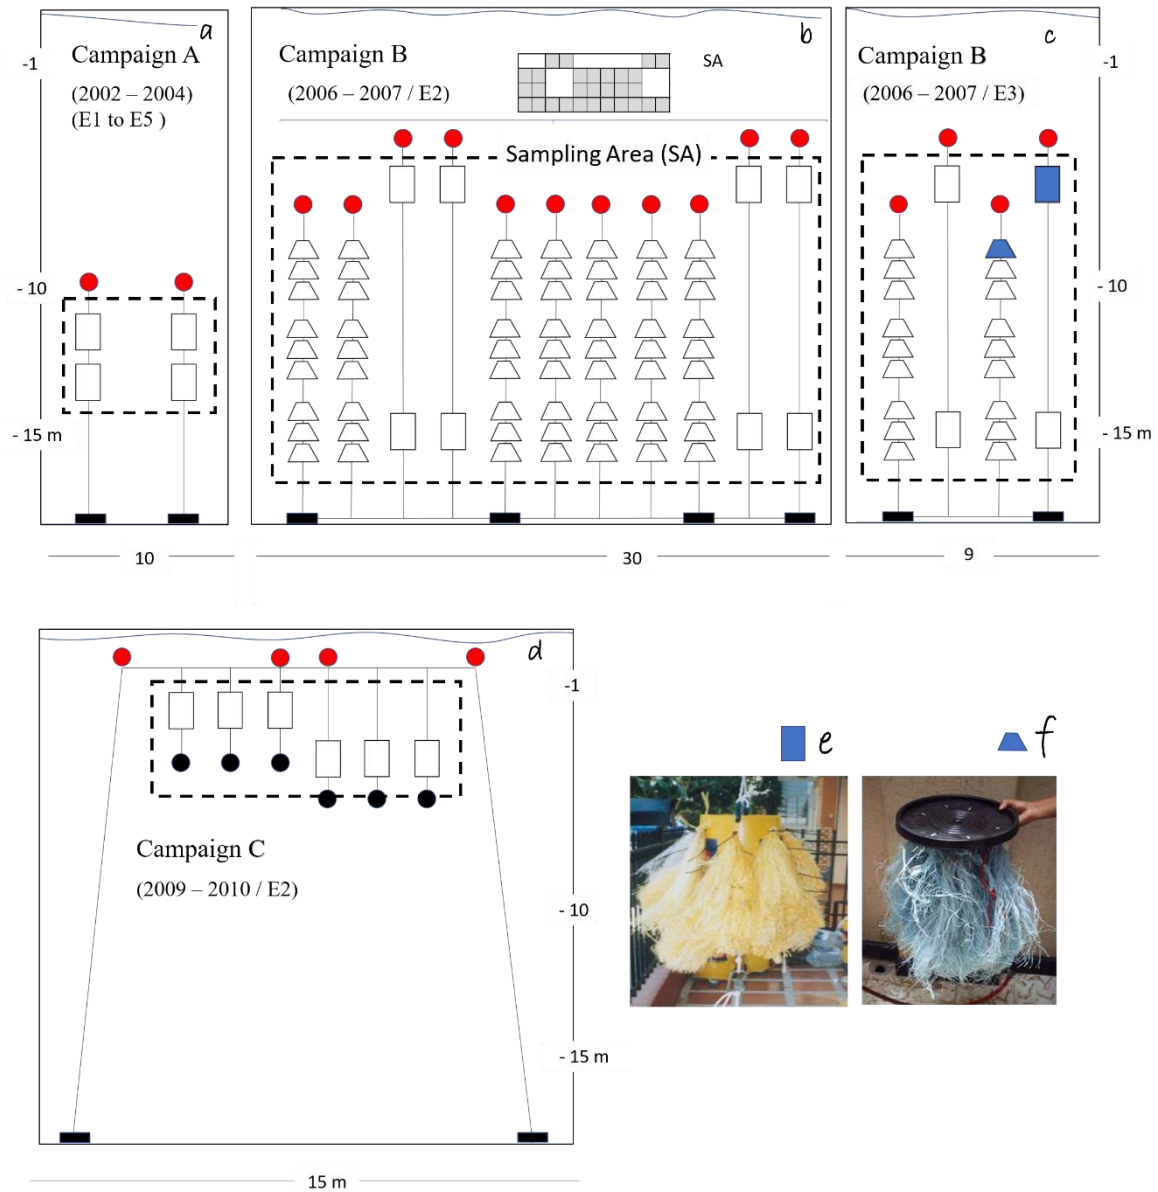 a
Campaign A
(2002 – 2004)
(E1 to E5 )
-1
- 10
- 15 m
10
b
Campaign B
(2006 – 2007 / E2)
SA
Sampling Area (SA)
30
c
Campaign B
(2006 – 2007 / E3)
-1
- 10
- 15 m
9
d
Campaign C
(2009 – 2010 / E2)
-1
- 10
- 15 m
15 m
e
f